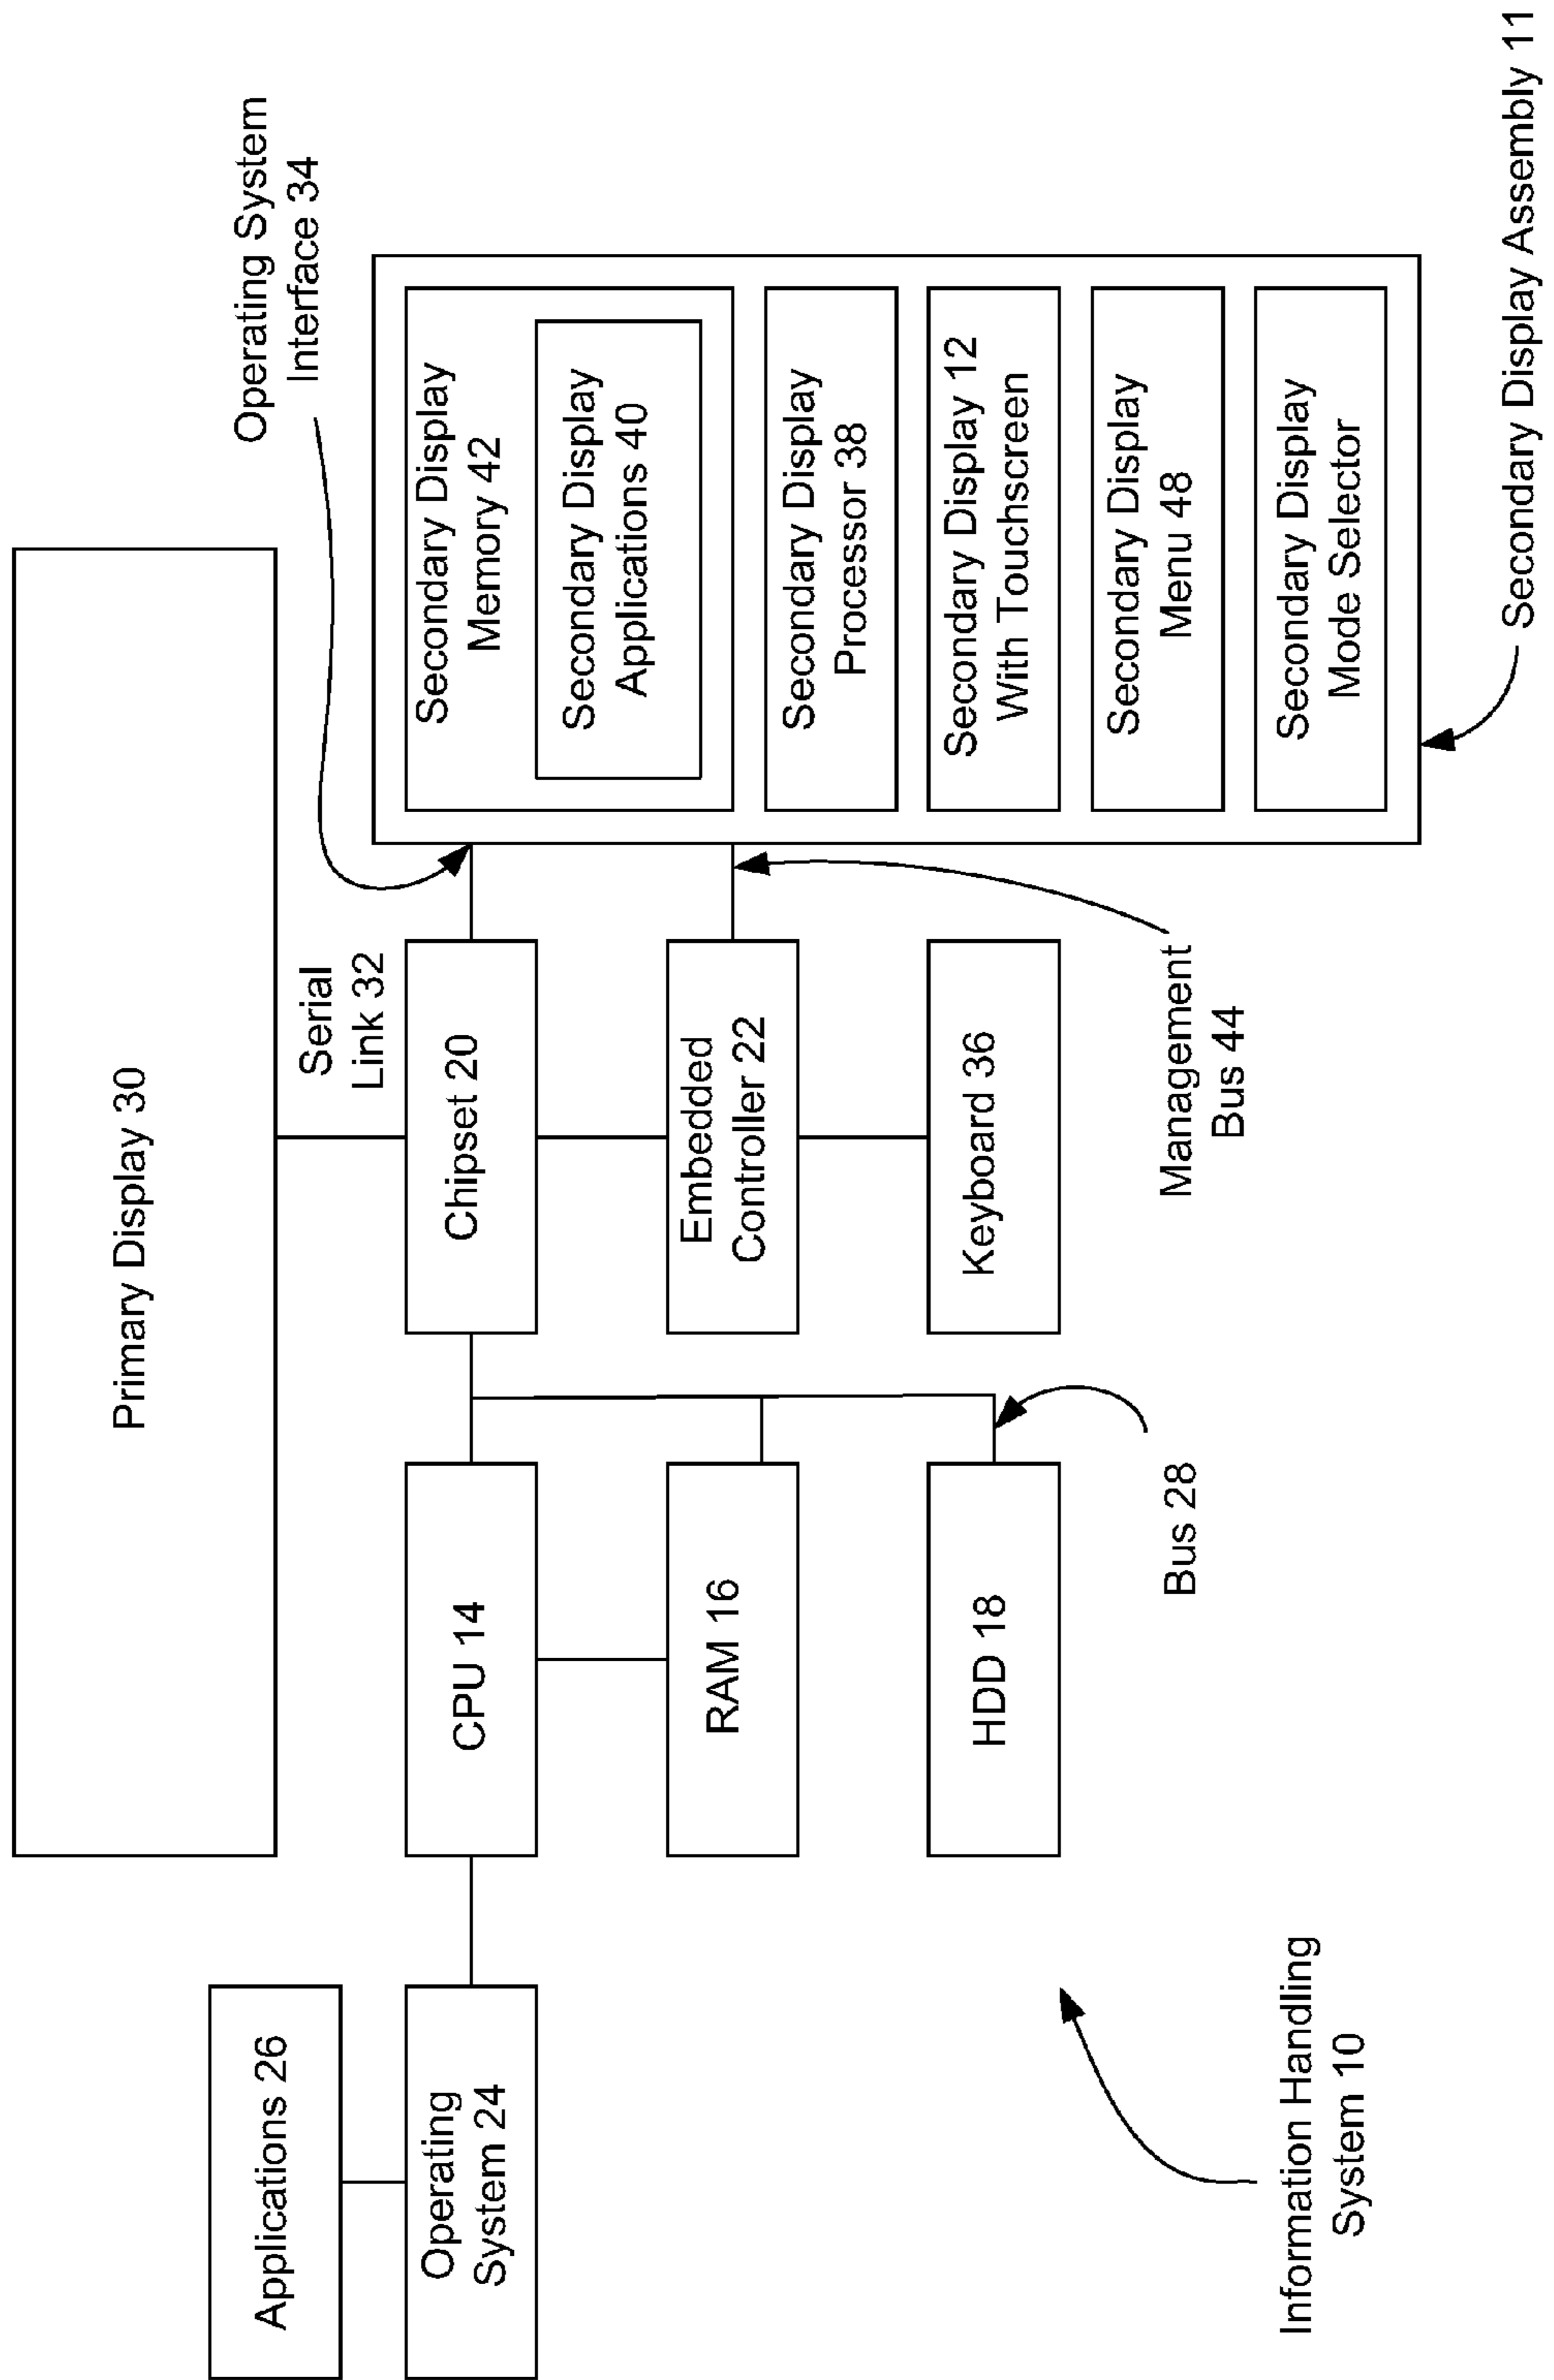 Primary Display 30
Operating System
Interface 34
Applications 26
Serial
Link 32
Operating
System 24
CPU 14
Chipset 20
Secondary Display
Memory 42
Secondary Display
Applications 40
RAM 16
Embedded
Controller 22
Secondary Display
Processor 38
HDD 18
Keyboard 36
Secondary Display 12
With Touchscreen
Secondary Display
Menu 48
Secondary Display
Mode Selector
Bus 28
Management
Bus 44
Information Handling
System 10
Secondary Display Assembly 11